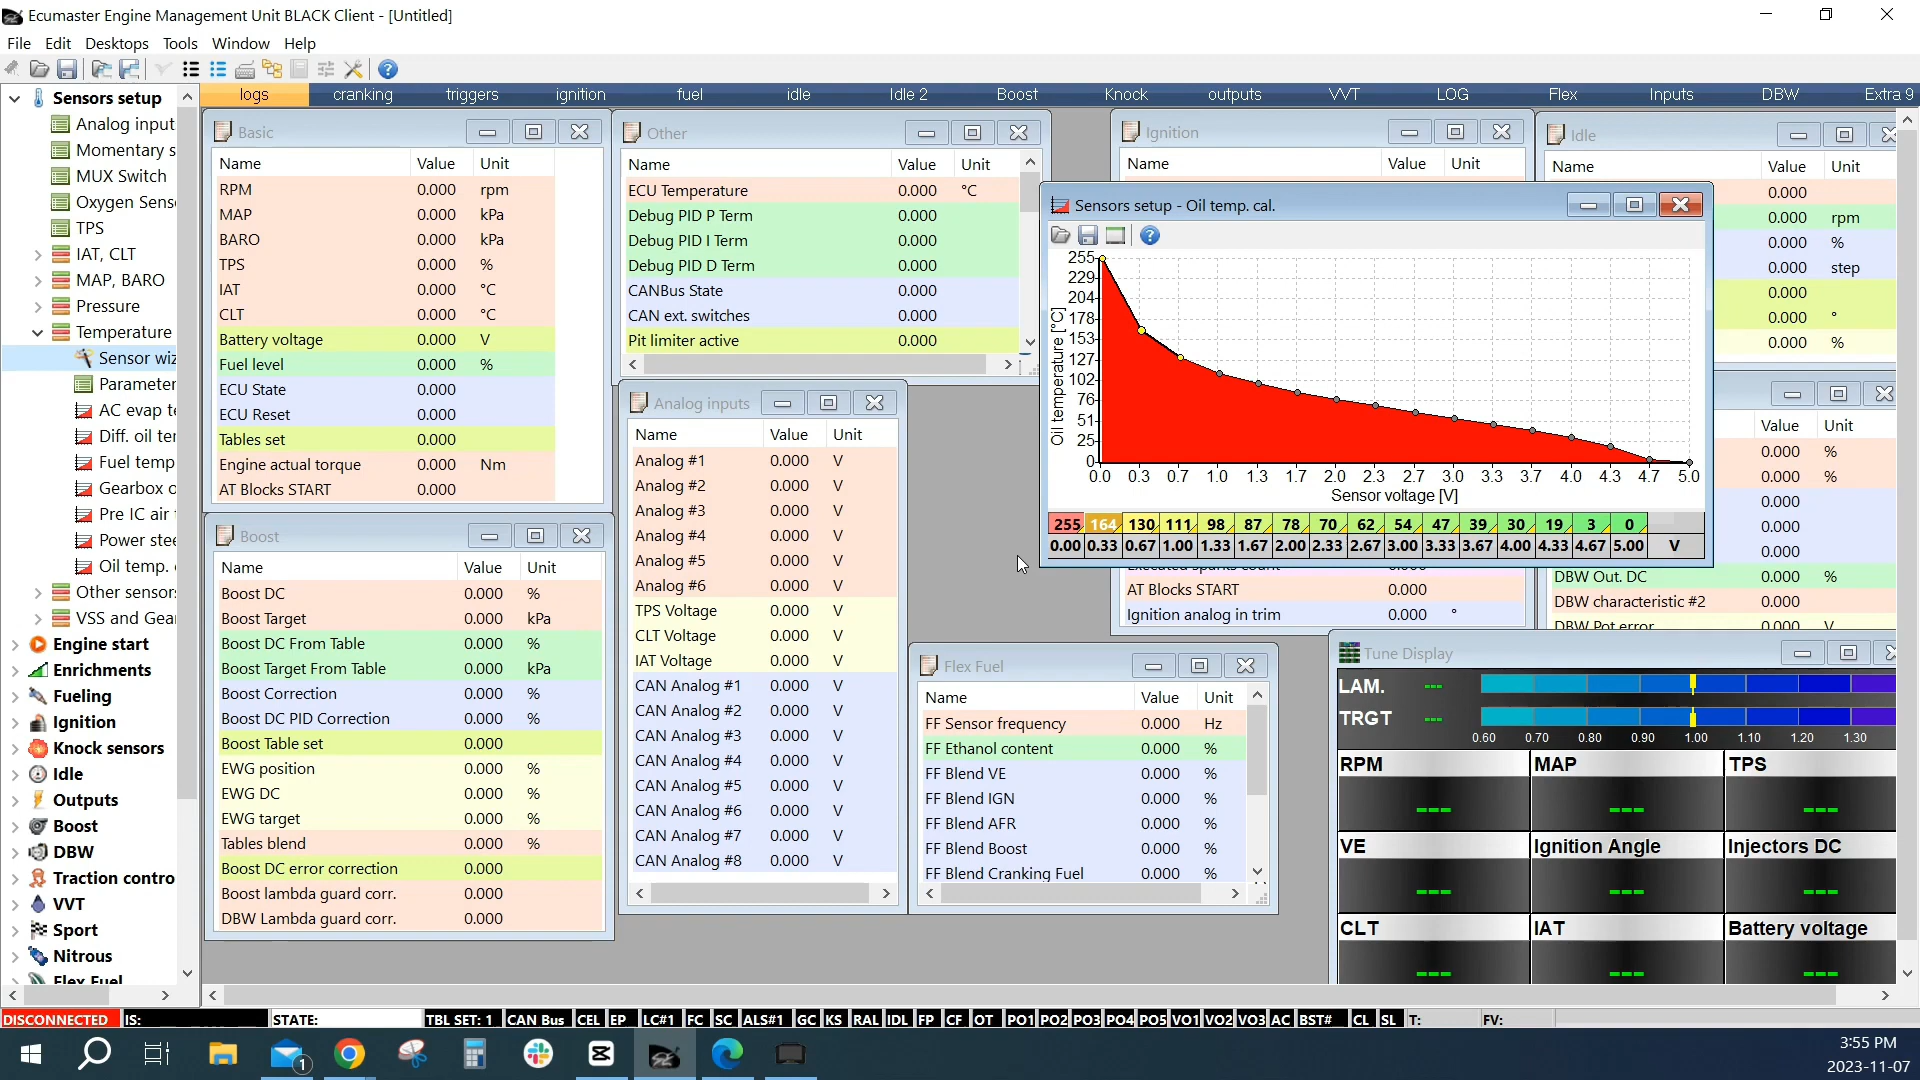 Ecumaster Engine Management Unit BLACK Client - [Untitled]
File Edit Desktops Tools Window Help
logs cranking triggers ignition fuel idle Idle 2 Boost Knock outputs VVT LOG Flex Inputs DBW Extra 9
Sensors setup
Analog input
Momentary s
MUX Switch
Oxygen Sens
TPS
IAT, CLT
MAP, BARO
Pressure
Temperature
Sensor wiz
Parameter
AC evap te
Diff. oil ter
Fuel temp
Gearbox o
Pre IC air t
Power stee
Oil temp. c
Other sensors
VSS and Gear
Engine start
Enrichments
Fueling
Ignition
Knock sensors
Idle
Outputs
Boost
DBW
Traction contro
VVT
Sport
Nitrous
Flex Fuel
Basic
Name Value Unit
RPM 0.000 rpm
MAP 0.000 kPa
BARO 0.000 kPa
TPS 0.000 %
IAT 0.000 °C
CLT 0.000 °C
Battery voltage 0.000 V
Fuel level 0.000 %
ECU State 0.000
ECU Reset 0.000
Tables set 0.000
Engine actual torque 0.000 Nm
AT Blocks START 0.000
Boost
Name Value Unit
Boost DC 0.000 %
Boost Target 0.000 kPa
Boost DC From Table 0.000 %
Boost Target From Table 0.000 kPa
Boost Correction 0.000 %
Boost DC PID Correction 0.000 %
Boost Table set 0.000
EWG position 0.000 %
EWG DC 0.000 %
EWG target 0.000 %
Tables blend 0.000 %
Boost DC error correction 0.000
Boost lambda guard corr. 0.000
DBW Lambda guard corr. 0.000
Other
Name Value Unit
ECU Temperature 0.000 °C
Debug PID P Term 0.000
Debug PID I Term 0.000
Debug PID D Term 0.000
CANBus State 0.000
CAN ext. switches 0.000
Pit limiter active 0.000
Analog inputs
Name Value Unit
Analog #1 0.000 V
Analog #2 0.000 V
Analog #3 0.000 V
Analog #4 0.000 V
Analog #5 0.000 V
Analog #6 0.000 V
TPS Voltage 0.000 V
CLT Voltage 0.000 V
IAT Voltage 0.000 V
CAN Analog #1 0.000 V
CAN Analog #2 0.000 V
CAN Analog #3 0.000 V
CAN Analog #4 0.000 V
CAN Analog #5 0.000 V
CAN Analog #6 0.000 V
CAN Analog #7 0.000 V
CAN Analog #8 0.000 V
Flex Fuel
Name Value Unit
FF Sensor frequency 0.000 Hz
FF Ethanol content 0.000 %
FF Blend VE 0.000 %
FF Blend IGN 0.000 %
FF Blend AFR 0.000 %
FF Blend Boost 0.000 %
FF Blend Cranking Fuel 0.000 %
Ignition
Name Value Unit
Sensors setup - Oil temp. cal.
Oil temperature [°C]
255
229
204
178
153
127
102
76
51
25
0
0.0 0.3 0.7 1.0 1.3 1.7 2.0 2.3 2.7 3.0 3.3 3.7 4.0 4.3 4.7 5.0
Sensor voltage [V]
255 164 130 111 98 87 78 70 62 54 47 39 30 19 3 0
0.00 0.33 0.67 1.00 1.33 1.67 2.00 2.33 2.67 3.00 3.33 3.67 4.00 4.33 4.67 5.00 V
Executed sparks count 0.000
AT Blocks START 0.000
Ignition analog in trim 0.000 °
Idle
Name Value Unit
0.000
0.000 rpm
0.000 %
0.000 step
0.000
0.000 °
0.000 %
Value Unit
0.000 %
0.000 %
0.000
0.000
0.000
DBW Out. DC 0.000 %
DBW characteristic #2 0.000
DBW Pot error 0.000 V
Tune Display
LAM. ---
TRGT ---
0.60 0.70 0.80 0.90 1.00 1.10 1.20 1.30
RPM MAP TPS
--- --- ---
VE Ignition Angle Injectors DC
--- --- ---
CLT IAT Battery voltage
--- --- ---
DISCONNECTED IS: STATE: TBL SET: 1 CAN Bus CEL EP LC#1 FC SC ALS#1 GC KS RAL IDL FP CF OT PO1 PO2 PO3 PO4 PO5 VO1 VO2 VO3 AC BST# CL SL T: FV:
1
3:55 PM
2023-11-07